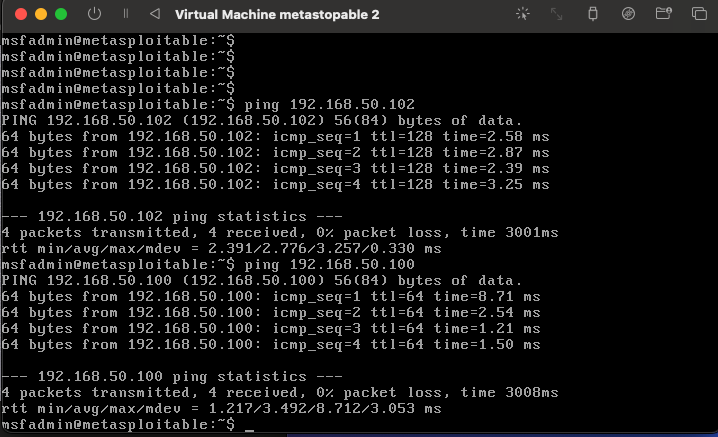 Virtual Machine metastopable 2
msfadmin@metasploitable:~$
msfadmin@metasploitable:~$
msfadmin@metasploitable:~$
msfadmin@metasploitable:~$
msfadmin@metasploitable:~$ ping 192.168.50.102
PING 192.168.50.102 (192.168.50.102) 56(84) bytes of data.
64 bytes from 192.168.50.102: icmp_seq=1 ttl=128 time=2.58 ms
64 bytes from 192.168.50.102: icmp_seq=2 ttl=128 time=2.87 ms
64 bytes from 192.168.50.102: icmp_seq=3 ttl=128 time=2.39 ms
64 bytes from 192.168.50.102: icmp_seq=4 ttl=128 time=3.25 ms
--- 192.168.50.102 ping statistics ---
4 packets transmitted, 4 received, 0% packet loss, time 3001ms
rtt min/avg/max/mdev = 2.391/2.776/3.257/0.330 ms
msfadmin@metasploitable:~$ ping 192.168.50.100
PING 192.168.50.100 (192.168.50.100) 56(84) bytes of data.
64 bytes from 192.168.50.100: icmp_seq=1 ttl=64 time=8.71 ms
64 bytes from 192.168.50.100: icmp_seq=2 ttl=64 time=2.54 ms
64 bytes from 192.168.50.100: icmp_seq=3 ttl=64 time=1.21 ms
64 bytes from 192.168.50.100: icmp_seq=4 ttl=64 time=1.50 ms
--- 192.168.50.100 ping statistics ---
4 packets transmitted, 4 received, 0% packet loss, time 3008ms
rtt min/avg/max/mdev = 1.217/3.492/8.712/3.053 ms
msfadmin@metasploitable:~$ _